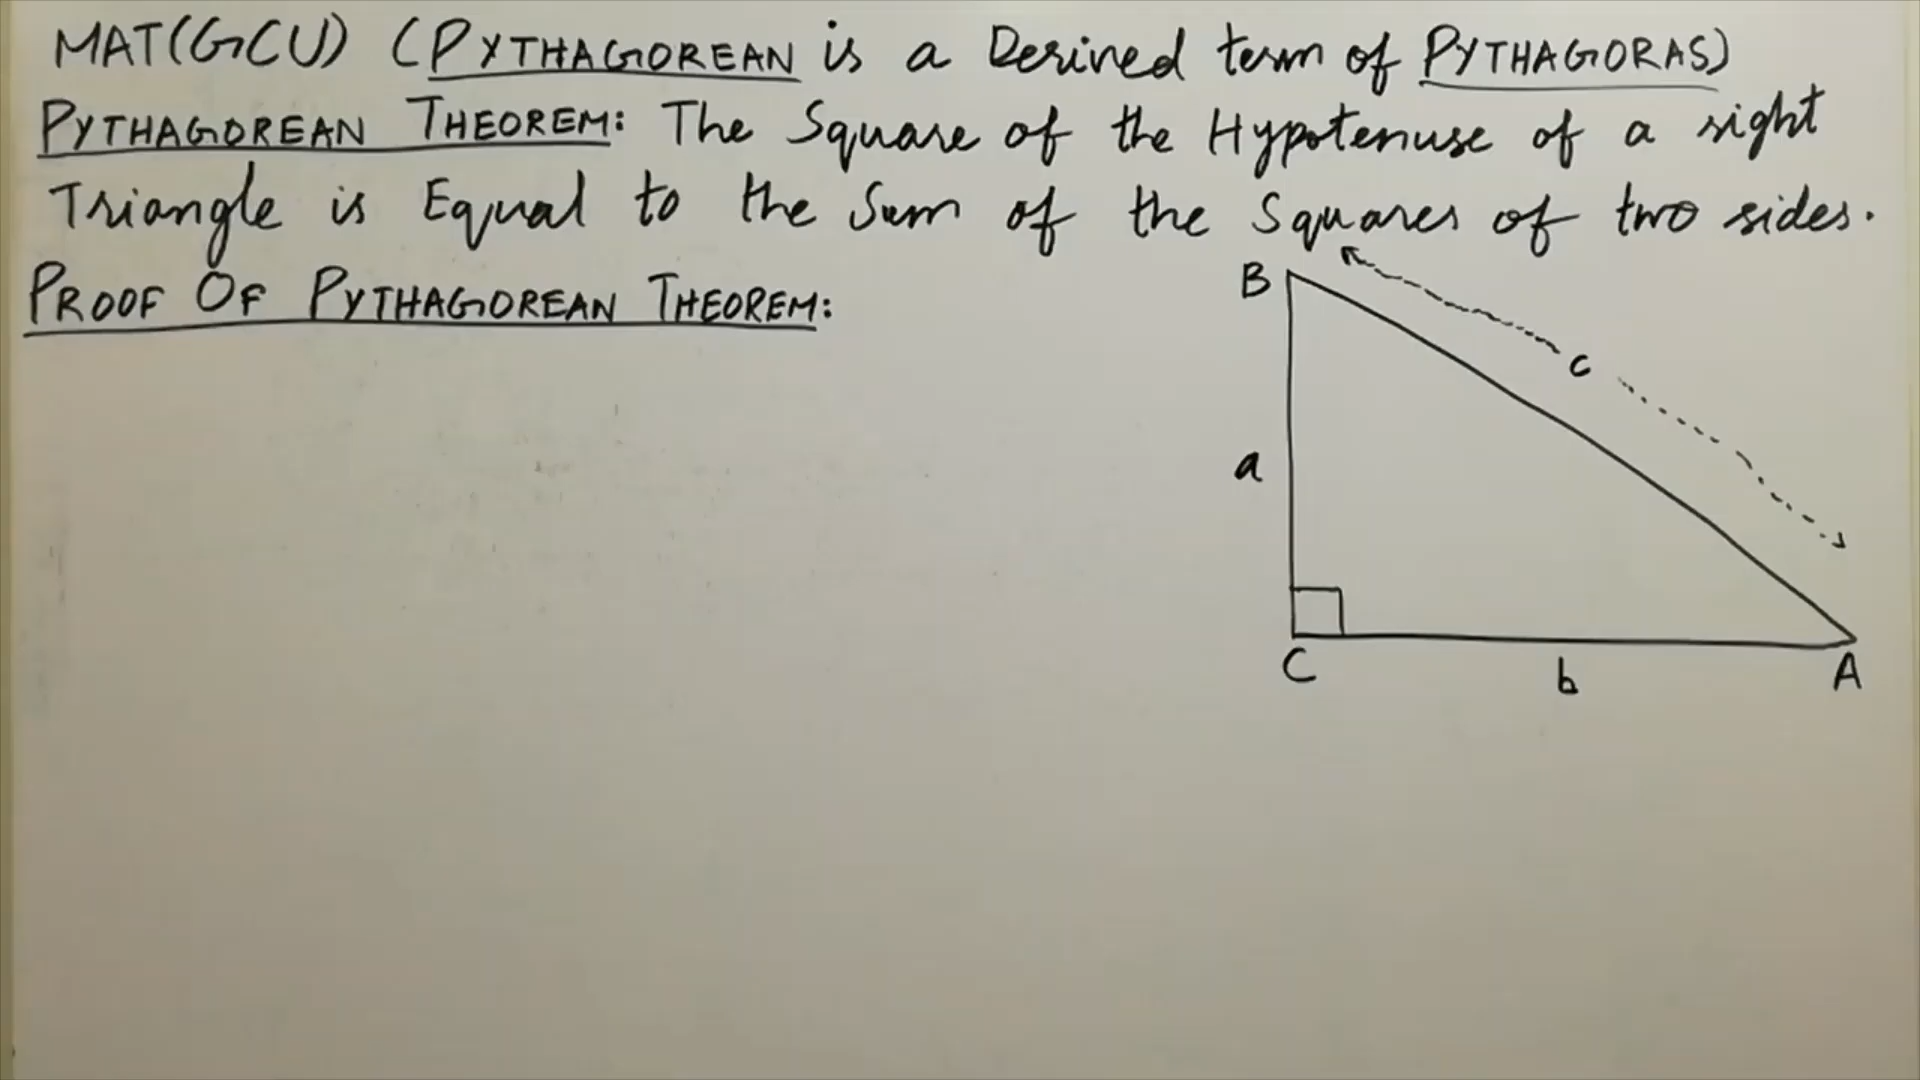 MAT(GCU) (PYTHAGOREAN is a Derived term of PYTHAGORAS)
PYTHAGOREAN THEOREM: The Square of the Hypotenuse of a right
Triangle is Equal to the Sum of the Squares of two sides.
PROOF OF PYTHAGOREAN THEOREM:
B
c
a
C
b
A